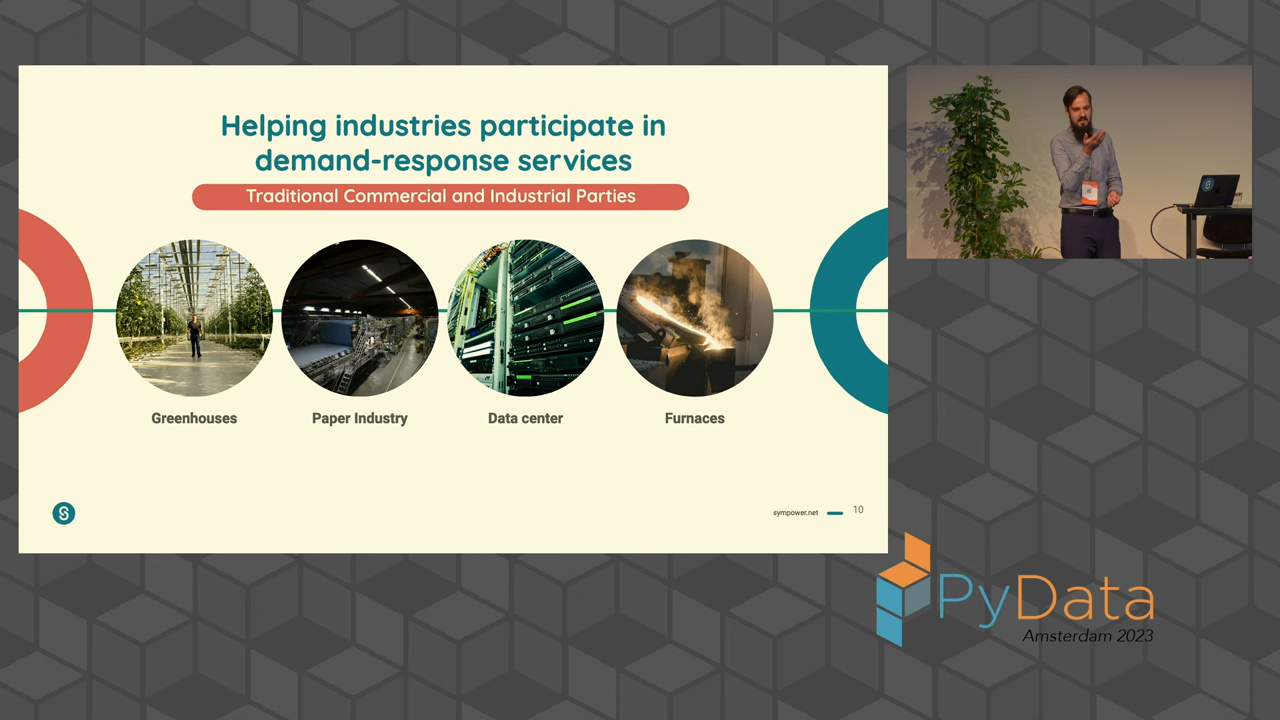 Helping industries participate in
demand-response services
Traditional Commercial and Industrial Parties
Greenhouses
Paper Industry
Data center
Furnaces
sympower.net
10
PyData
Amsterdam 2023